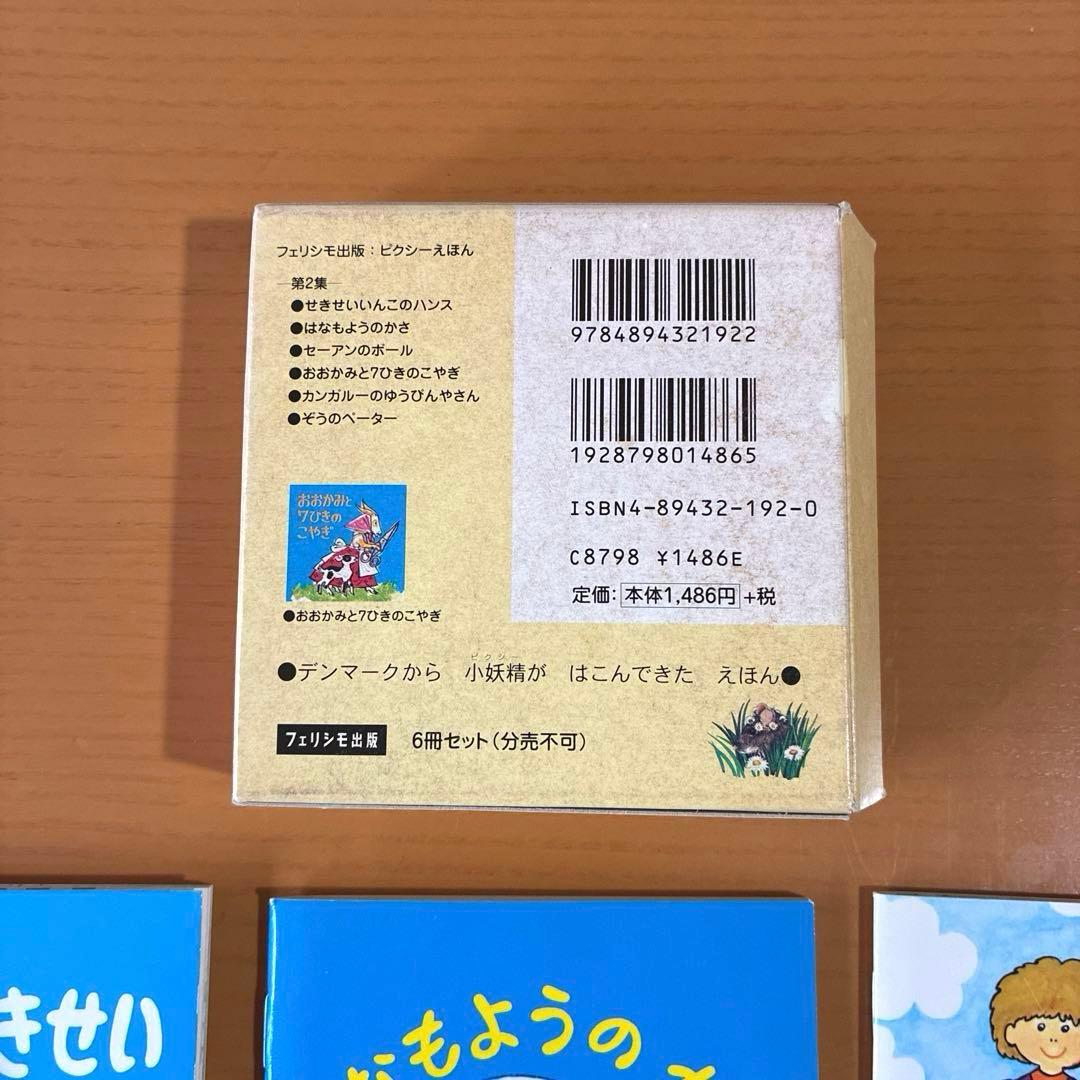 フェリシモ出版：ピクシーえほん
―第2集―
●せきせいいんこのハンス
●はなもようのかさ
●セーアンのボール
●おおかみと7ひきのこやぎ
●カンガルーのゆうびんやさん
●ぞうのペーター
おおかみと
7ひきの
こやぎ
●おおかみと7ひきのこやぎ
9784894321922
1928798014865
ISBN4-89432-192-0
C8798 ¥1486E
定価：本体1,486円+税
ピクシー
●デンマークから 小妖精が はこんできた えほん●
フェリシモ出版 6冊セット（分売不可）
きせい
なもようの